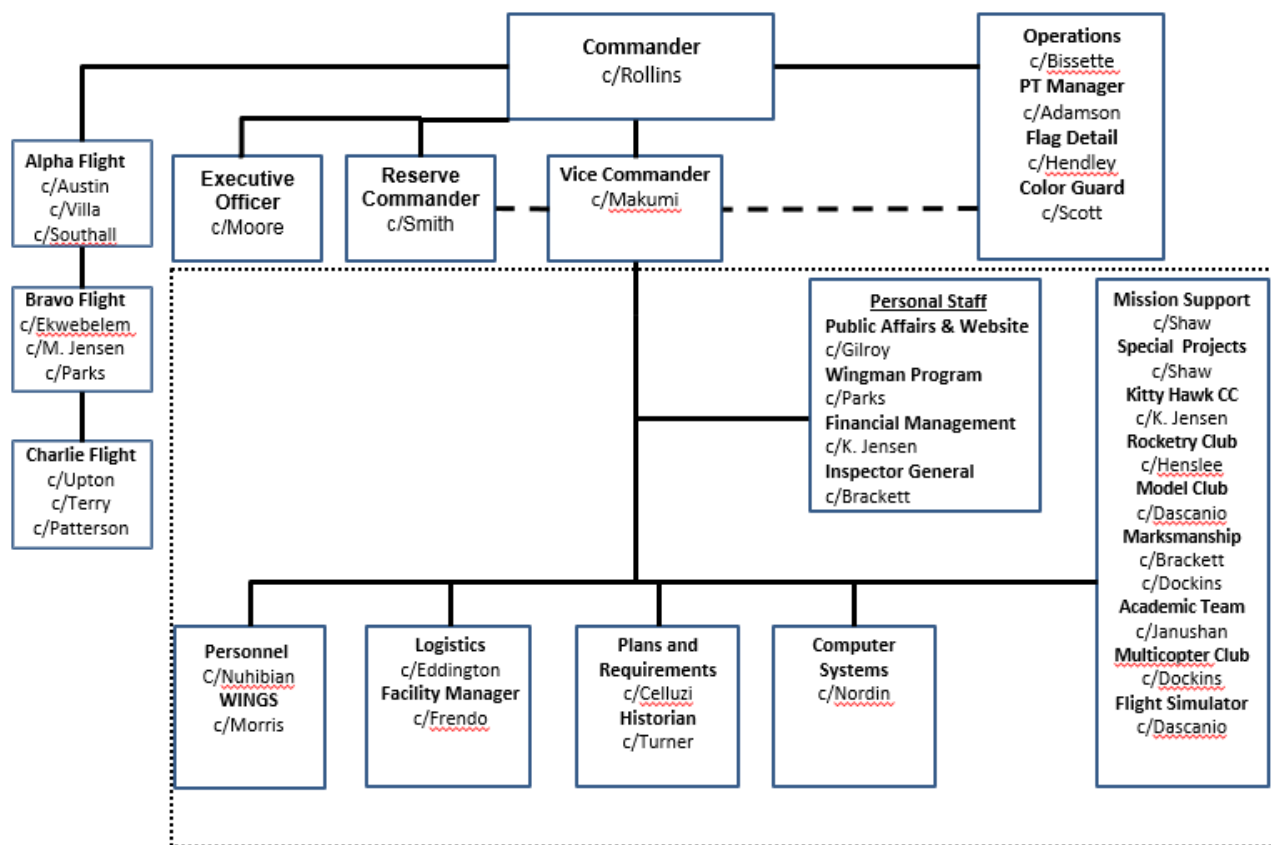 Commander
c/Rollins
Operations
c/Bissette
PT Manager
c/Adamson
Flag Detail
c/Hendley
Color Guard
c/Scott
Alpha Flight
c/Austin
c/Villa
c/Southall
Executive
Officer
c/Moore
Reserve
Commander
c/Smith
Vice Commander
c/Makumi
Bravo Flight
c/Ekwebelem
c/M. Jensen
c/Parks
Charlie Flight
c/Upton
c/Terry
c/Patterson
Personal Staff
Public Affairs & Website
c/Gilroy
Wingman Program
c/Parks
Financial Management
c/K. Jensen
Inspector General
c/Brackett
Mission Support
c/Shaw
Special Projects
c/Shaw
Kitty Hawk CC
c/K. Jensen
Rocketry Club
c/Henslee
Model Club
c/Dascanio
Marksmanship
c/Brackett
c/Dockins
Academic Team
c/Janushan
Multicopter Club
c/Dockins
Flight Simulator
c/Dascanio
Personnel
C/Nuhibian
WINGS
c/Morris
Logistics
c/Eddington
Facility Manager
c/Frendo
Plans and
Requirements
c/Celluzi
Historian
c/Turner
Computer
Systems
c/Nordin